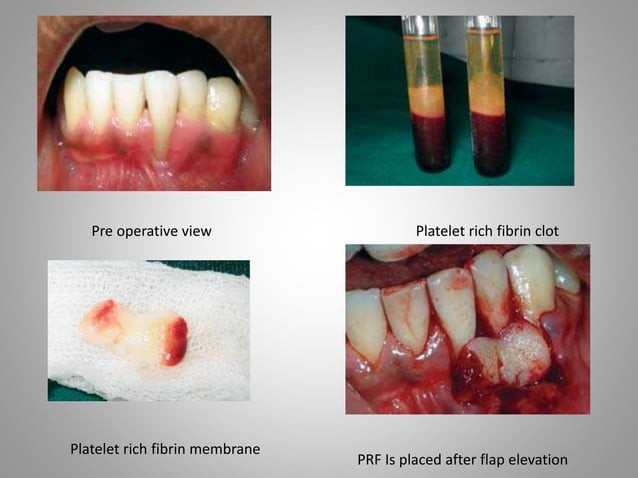 Pre operative view
Platelet rich fibrin clot
Platelet rich fibrin membrane
PRF Is placed after flap elevation